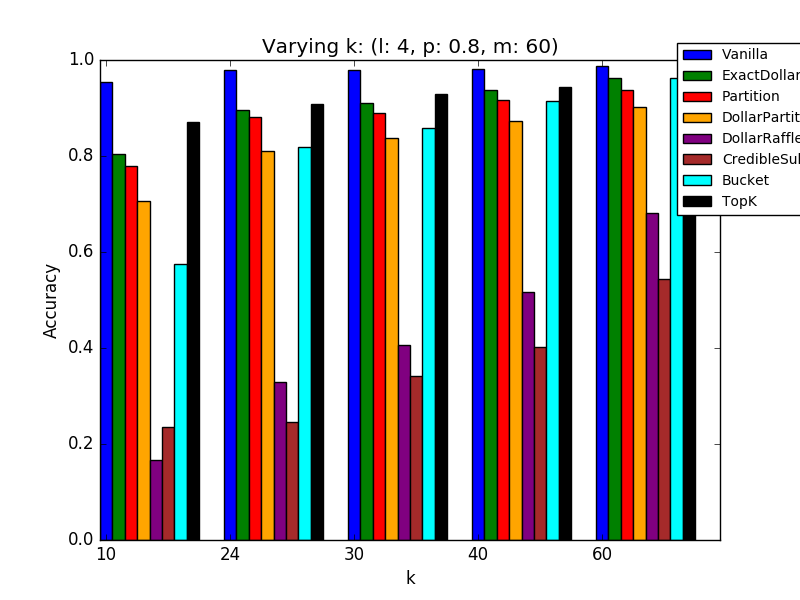 Varying k: (l: 4, p: 0.8, m: 60)
Vanilla
ExactDollar
Partition
DollarPartit
DollarRaffle
CredibleSul
Bucket
TopK
1.0
0.8
0.6
0.4
0.2
0.0
Accuracy
10 24 30 40 60
k